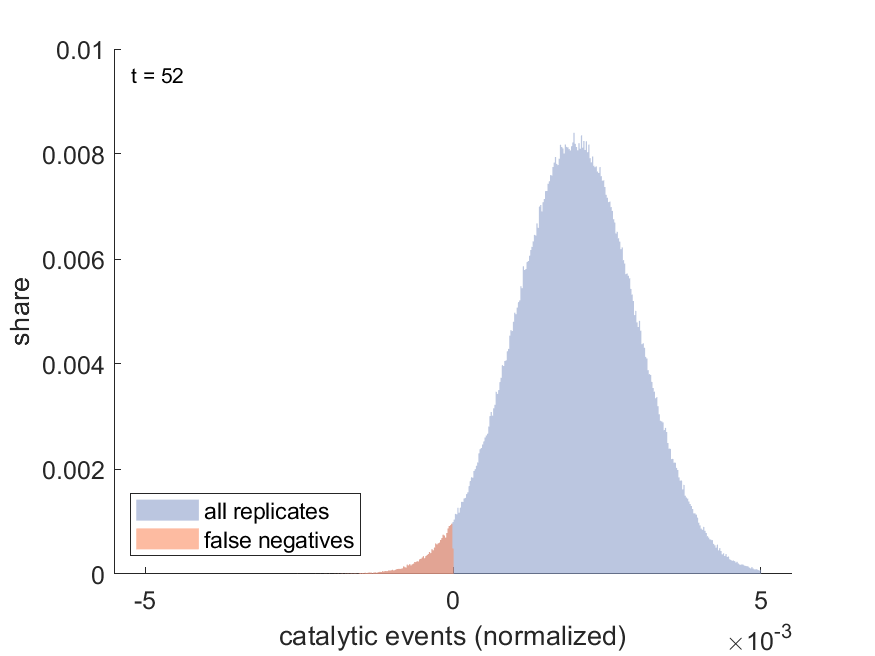 0.01
t = 52
0.008
0.006
share
0.004
0.002
all replicates
false negatives
0
-5 0 5
catalytic events (normalized) ×10⁻³